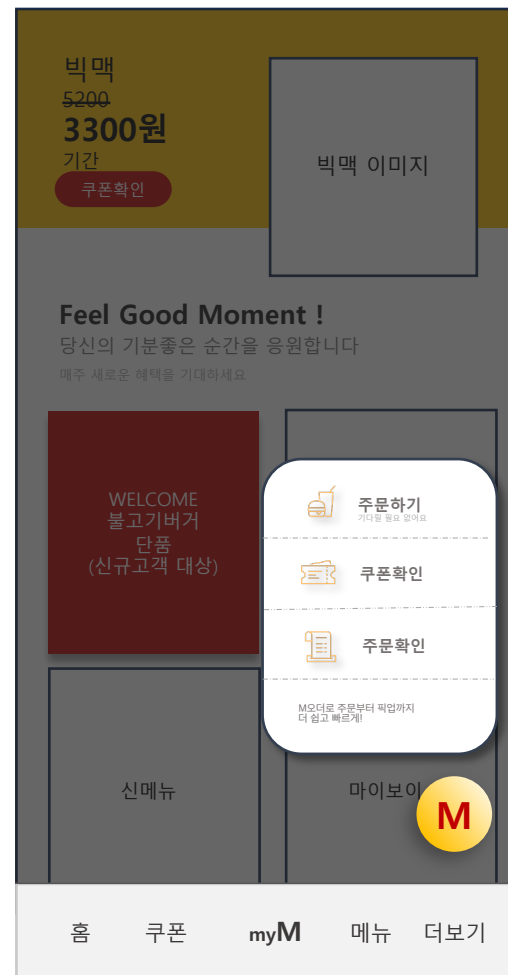 빅맥
5200
3300원
기간
쿠폰확인
빅맥 이미지
Feel Good Moment !
당신의 기분좋은 순간을 응원합니다
매주 새로운 혜택을 기대하세요
WELCOME
불고기버거
단품
(신규고객 대상)
주문하기
기다릴 필요 없어요
쿠폰확인
주문확인
M오더로 주문부터 픽업까지
더 쉽고 빠르게!
신메뉴
마이보이
M
홈 쿠폰 myM 메뉴 더보기